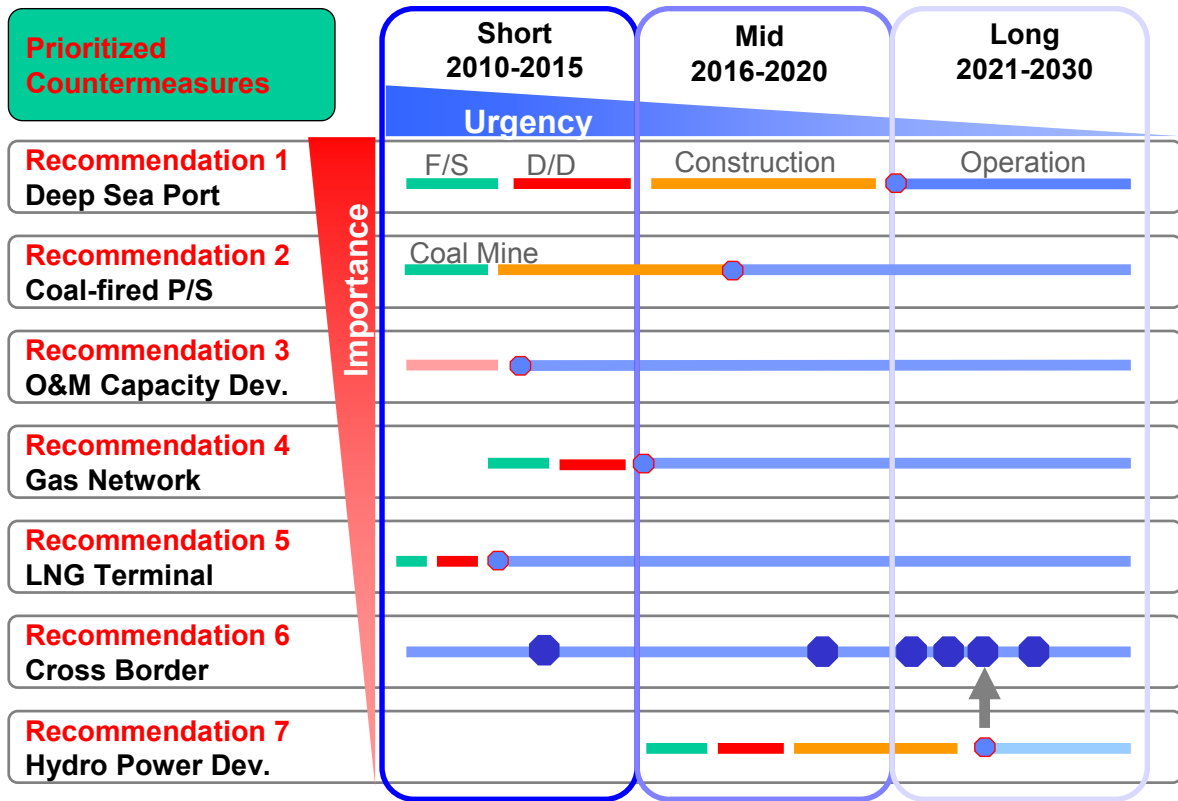 Prioritized
Countermeasures
Short
2010-2015
Mid
2016-2020
Long
2021-2030
Urgency
Importance
Recommendation 1
Deep Sea Port
F/S
D/D
Construction
Operation
Recommendation 2
Coal-fired P/S
Coal Mine
Recommendation 3
O&M Capacity Dev.
Recommendation 4
Gas Network
Recommendation 5
LNG Terminal
Recommendation 6
Cross Border
Recommendation 7
Hydro Power Dev.